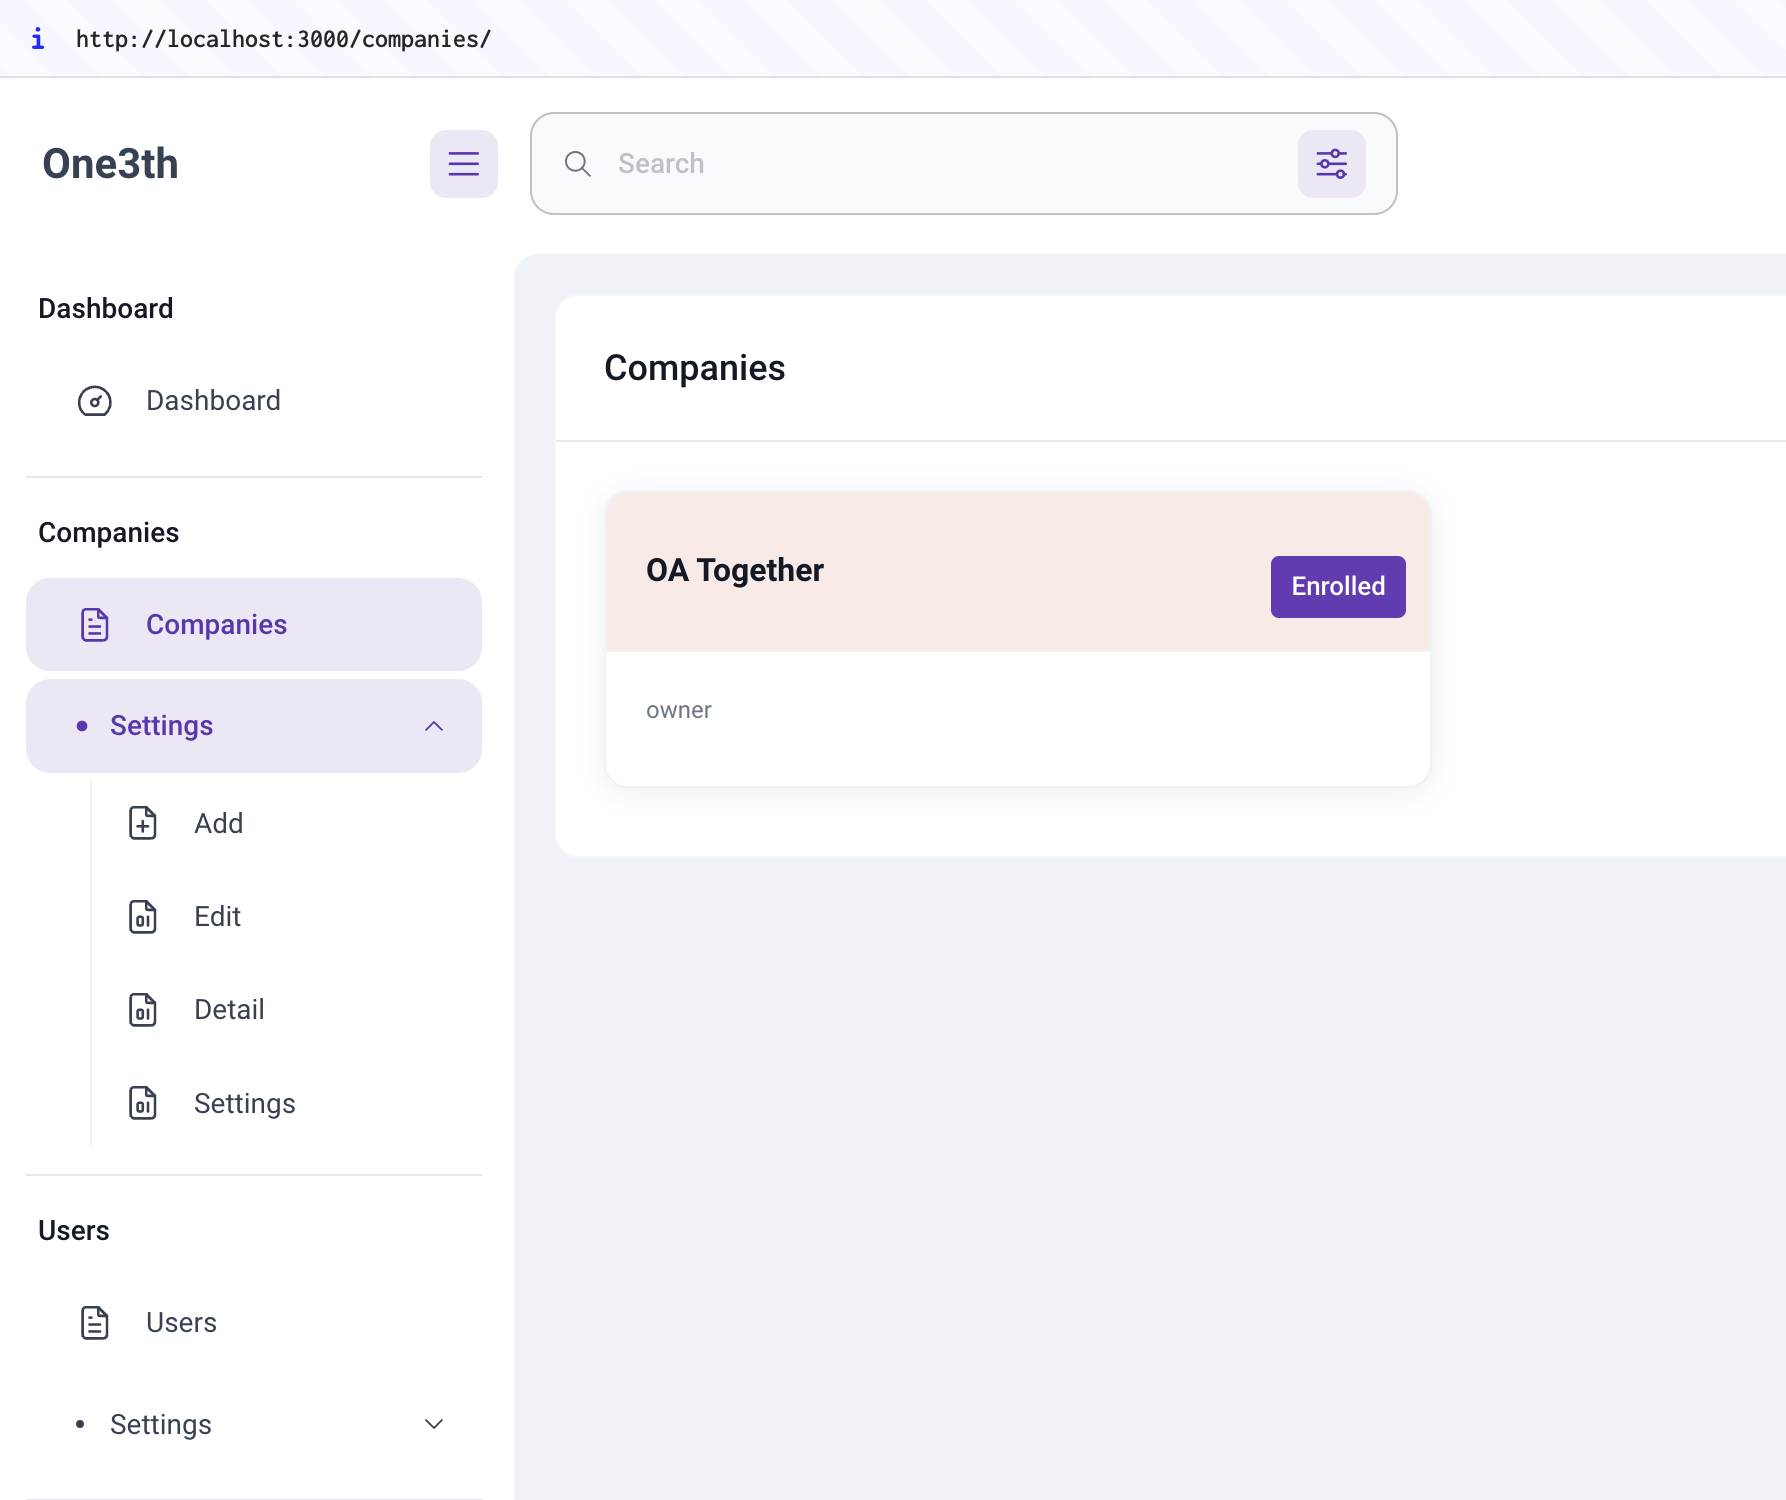 http://localhost:3000/companies/
One3th
Search
Dashboard
Dashboard
Companies
Companies
Settings
Add
Edit
Detail
Settings
Users
Users
Settings
Companies
OA Together
Enrolled
owner